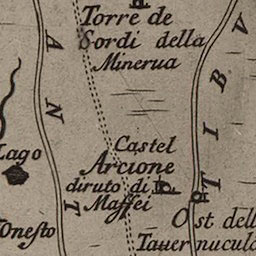 Torre de
Sordi della
Minerua
Castel
Arcione
diruto di
Maffei
Lago
Onesto
Ost dell
Tauernucula
A
N
T
T I B V